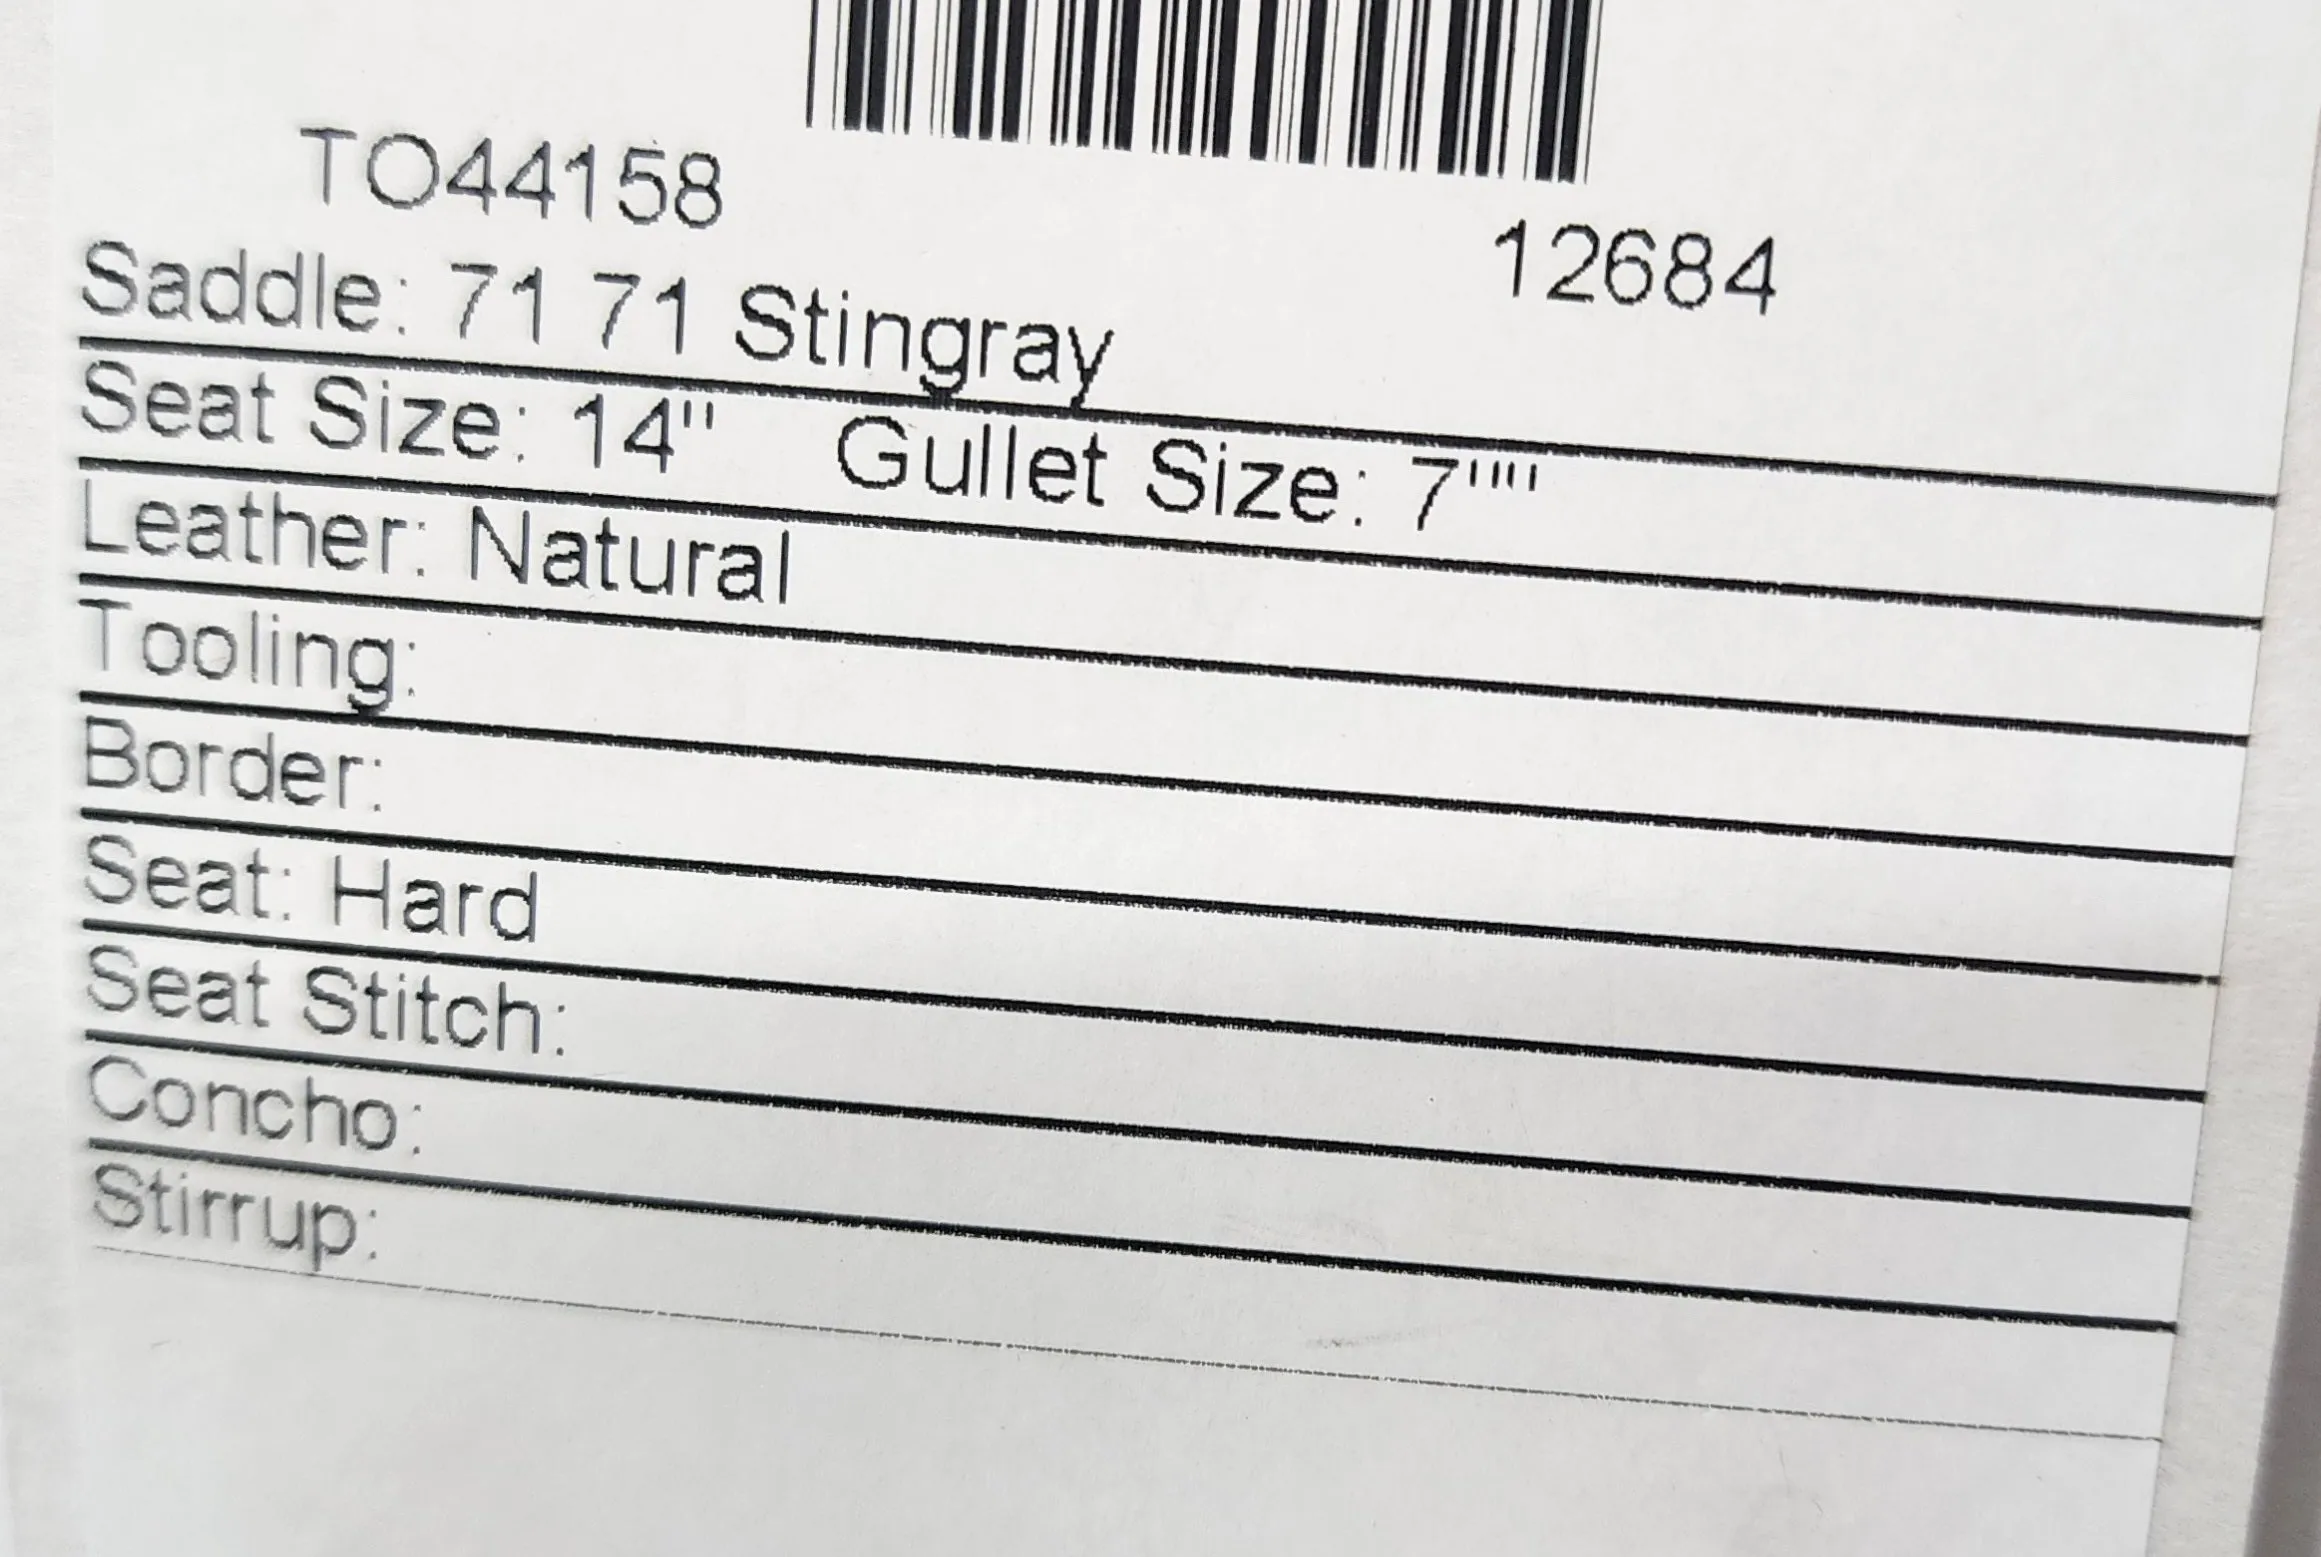 TO44158
12684
Saddle: 71 71 Stingray
Seat Size: 14" Gullet Size: 7""
Leather: Natural
Tooling:
Border:
Seat: Hard
Seat Stitch:
Concho:
Stirrup: